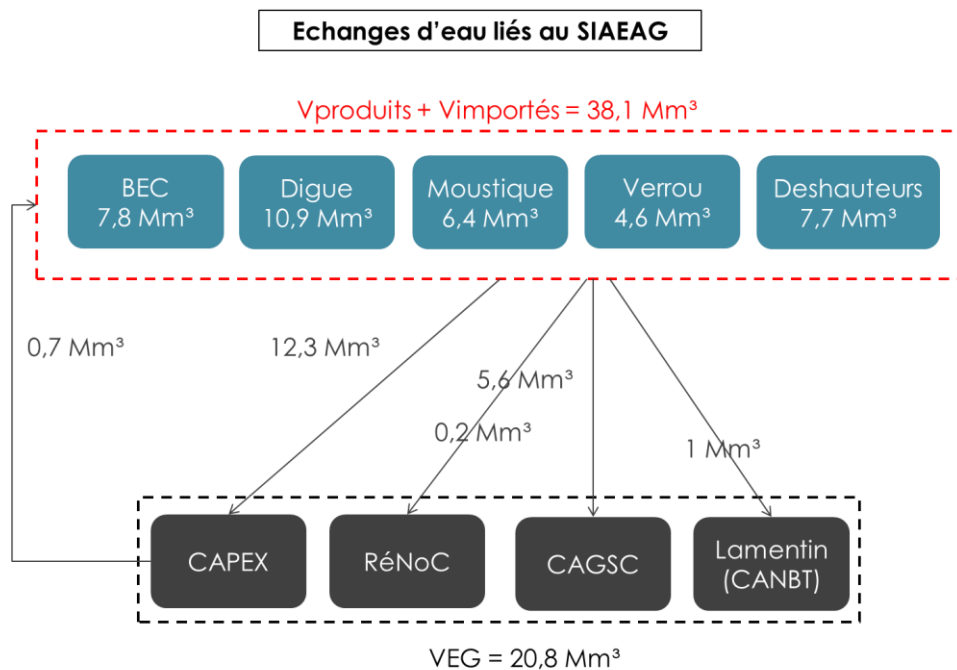 Echanges d’eau liés au SIAEAG
Vproduits + Vimportés = 38,1 Mm³
BEC
7,8 Mm³
Digue
10,9 Mm³
Moustique
6,4 Mm³
Verrou
4,6 Mm³
Deshauteurs
7,7 Mm³
0,7 Mm³
12,3 Mm³
5,6 Mm³
0,2 Mm³
1 Mm³
CAPEX
RéNoC
CAGSC
Lamentin
(CANBT)
VEG = 20,8 Mm³